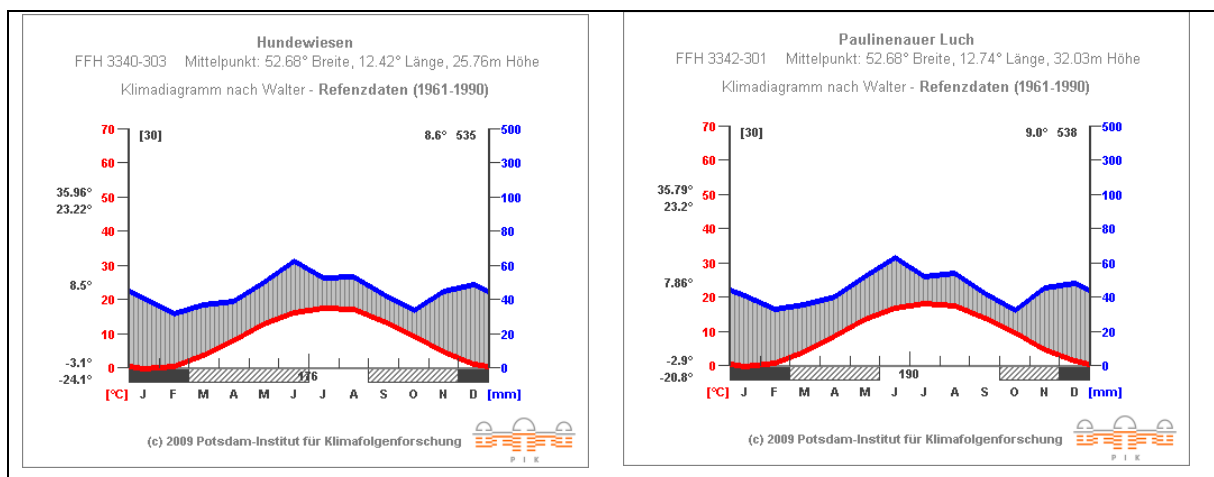 Hundewiesen
FFH 3340-303 Mittelpunkt: 52.68° Breite, 12.42° Länge, 25.76m Höhe
Klimadiagramm nach Walter - Refenzdaten (1961-1990)
70 [30] 8.6° 535 500
60 300
35.96° 50 100
23.22°
40 80
30 60
8.5° 20 40
10 20
-3.1° 0 0
-24.1° 176
[°C] J F M A M J J A S O N D [mm]
(c) 2009 Potsdam-Institut für Klimafolgenforschung
P I K
Paulinenauer Luch
FFH 3342-301 Mittelpunkt: 52.68° Breite, 12.74° Länge, 32.03m Höhe
Klimadiagramm nach Walter - Refenzdaten (1961-1990)
70 [30] 9.0° 538 500
60 300
35.79° 50 100
23.2°
40 80
30 60
7.86° 20 40
10 20
-2.9° 0 0
-20.8° 190
[°C] J F M A M J J A S O N D [mm]
(c) 2009 Potsdam-Institut für Klimafolgenforschung
P I K